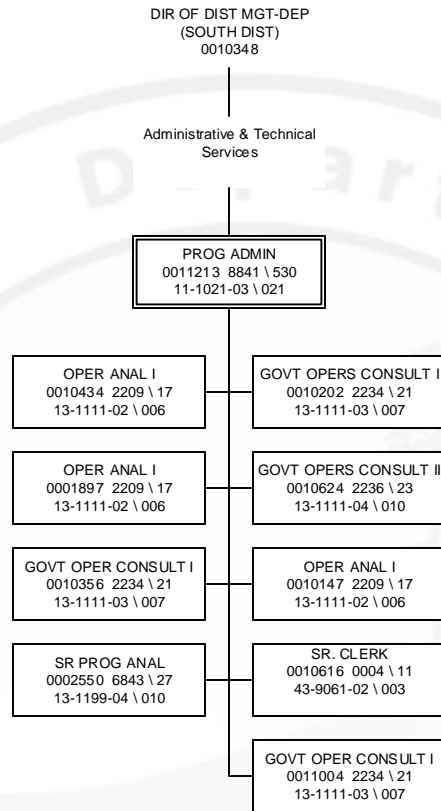 DIR OF DIST MGT-DEP
(SOUTH DIST)
0010348
Administrative & Technical
Services
PROG ADMIN
0011213 8841 \ 530
11-1021-03 \ 021
OPER ANAL I
0010434 2209 \ 17
13-1111-02 \ 006
GOVT OPERS CONSULT I
0010202 2234 \ 21
13-1111-03 \ 007
OPER ANAL I
0001897 2209 \ 17
13-1111-02 \ 006
GOVT OPERS CONSULT II
0010624 2236 \ 23
13-1111-04 \ 010
GOVT OPER CONSULT I
0010356 2234 \ 21
13-1111-03 \ 007
OPER ANAL I
0010147 2209 \ 17
13-1111-02 \ 006
SR PROG ANAL
0002550 6843 \ 27
13-1199-04 \ 010
SR. CLERK
0010616 0004 \ 11
43-9061-02 \ 003
GOVT OPER CONSULT I
0011004 2234 \ 21
13-1111-03 \ 007